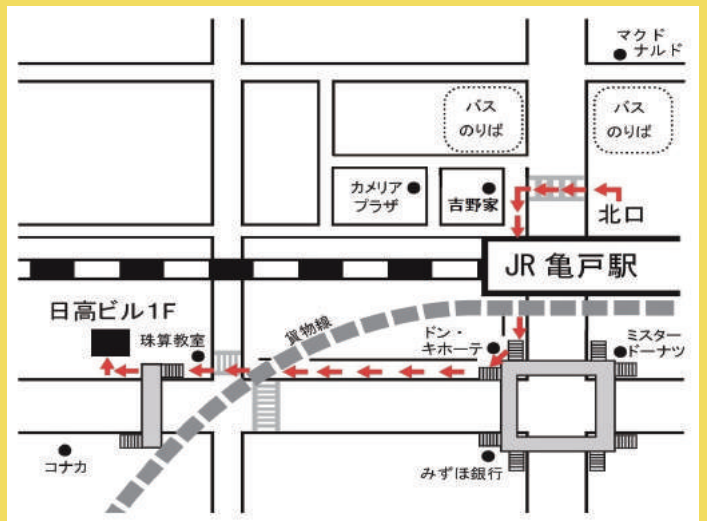 マクド
ナルド
バス
のりば
バス
のりば
カメリア
プラザ
吉野家
北口
JR 亀戸駅
日高ビル1F
珠算教室
貨物線
ドン・
キホーテ
ミスター
ドーナツ
コナカ
みずほ銀行